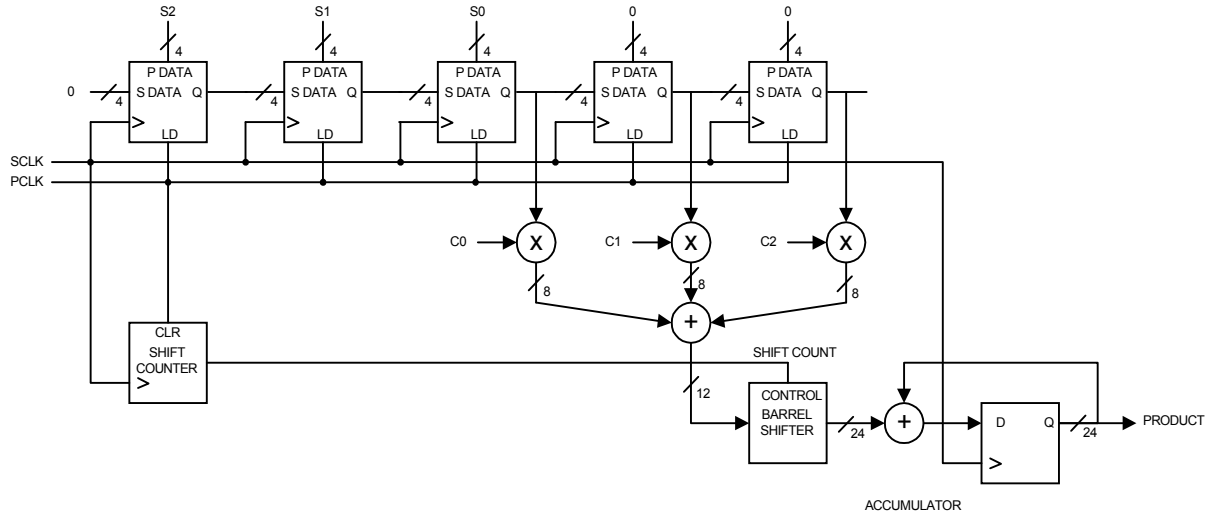 S2 S1 S0 0 0
4 4 4 4 4
P DATA P DATA P DATA P DATA P DATA
0 4 S DATA Q 4 S DATA Q 4 S DATA Q 4 S DATA Q 4 S DATA Q
> > > > >
LD LD LD LD LD
SCLK
PCLK
C0 X C1 X C2 X
8 8 8
+
CLR
SHIFT
COUNTER
>
SHIFT COUNT
12
CONTROL
BARREL
SHIFTER
24
+
D Q
>
24
PRODUCT
ACCUMULATOR